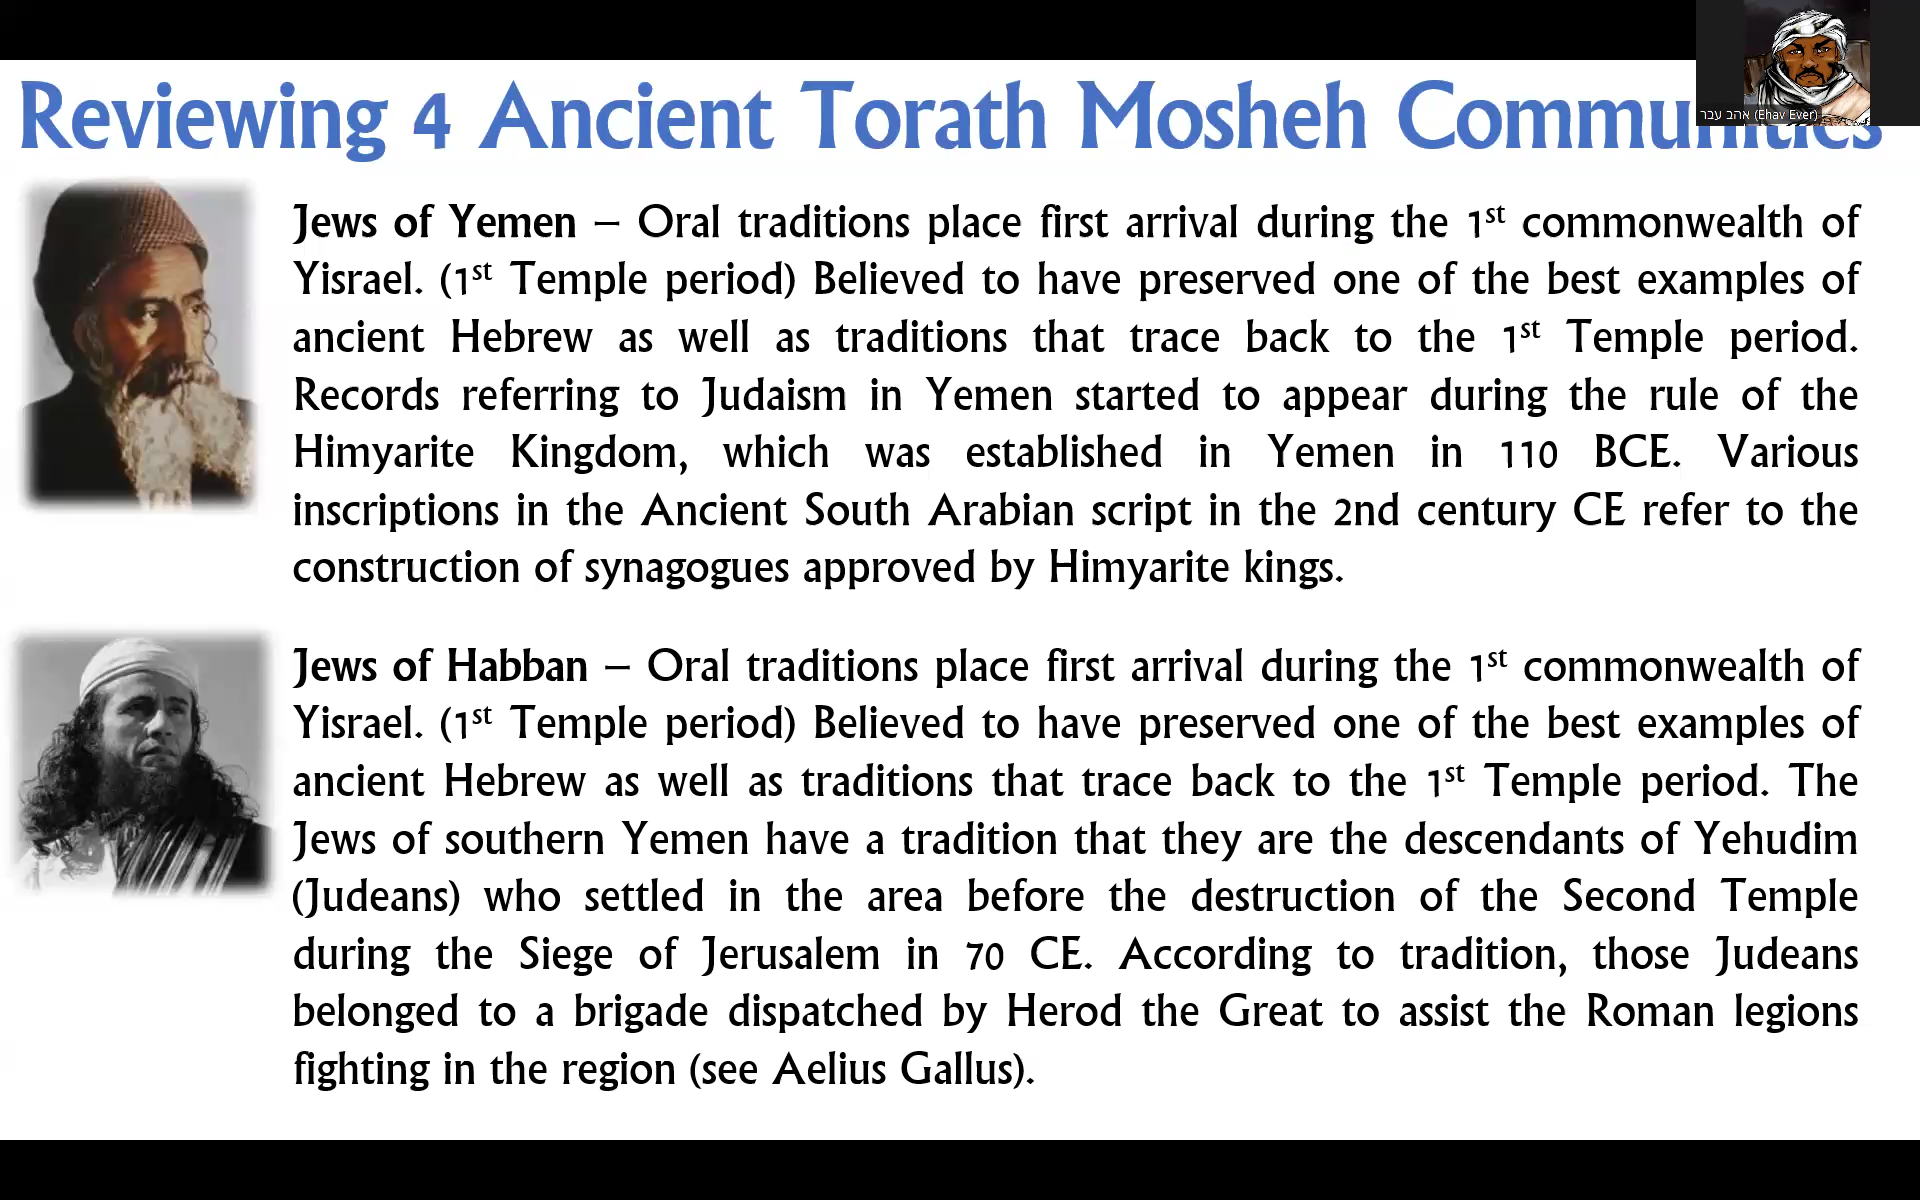 Reviewing 4 Ancient Torath Mosheh Communities
אהב עבר (Ehav Ever)
Jews of Yemen – Oral traditions place first arrival during the 1st commonwealth of
Yisrael. (1st Temple period) Believed to have preserved one of the best examples of
ancient Hebrew as well as traditions that trace back to the 1st Temple period.
Records referring to Judaism in Yemen started to appear during the rule of the
Himyarite Kingdom, which was established in Yemen in 110 BCE. Various
inscriptions in the Ancient South Arabian script in the 2nd century CE refer to the
construction of synagogues approved by Himyarite kings.
Jews of Habban – Oral traditions place first arrival during the 1st commonwealth of
Yisrael. (1st Temple period) Believed to have preserved one of the best examples of
ancient Hebrew as well as traditions that trace back to the 1st Temple period. The
Jews of southern Yemen have a tradition that they are the descendants of Yehudim
(Judeans) who settled in the area before the destruction of the Second Temple
during the Siege of Jerusalem in 70 CE. According to tradition, those Judeans
belonged to a brigade dispatched by Herod the Great to assist the Roman legions
fighting in the region (see Aelius Gallus).